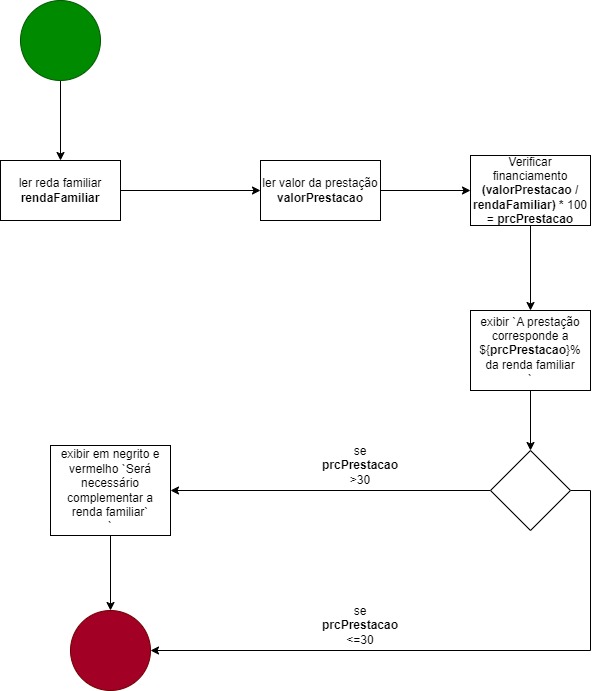 ler reda familiar
rendaFamiliar
ler valor da prestação
valorPrestacao
Verificar
financiamento
(valorPrestacao /
rendaFamiliar) * 100
= prcPrestacao
exibir `A prestação
corresponde a
${prcPrestacao}%
da renda familiar
`
se
prcPrestacao
>30
exibir em negrito e
vermelho `Será
necessário
complementar a
renda familiar`
`
se
prcPrestacao
<=30